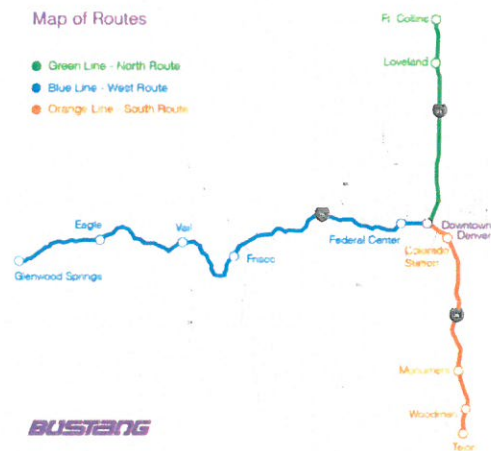 Map of Routes
Green Line - North Route
Blue Line - West Route
Orange Line - South Route
Ft. Collins
Loveland
Downtown
Denver
Federal Center
Colorado
Station
Eagle
Vail
Frisco
Glenwood Springs
Monument
Woodmen
Tejon
BUSTANG